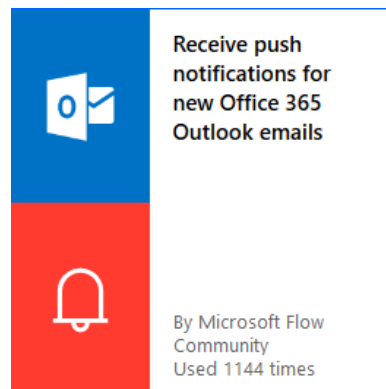 Receive push
notifications for
new Office 365
Outlook emails
By Microsoft Flow
Community
Used 1144 times